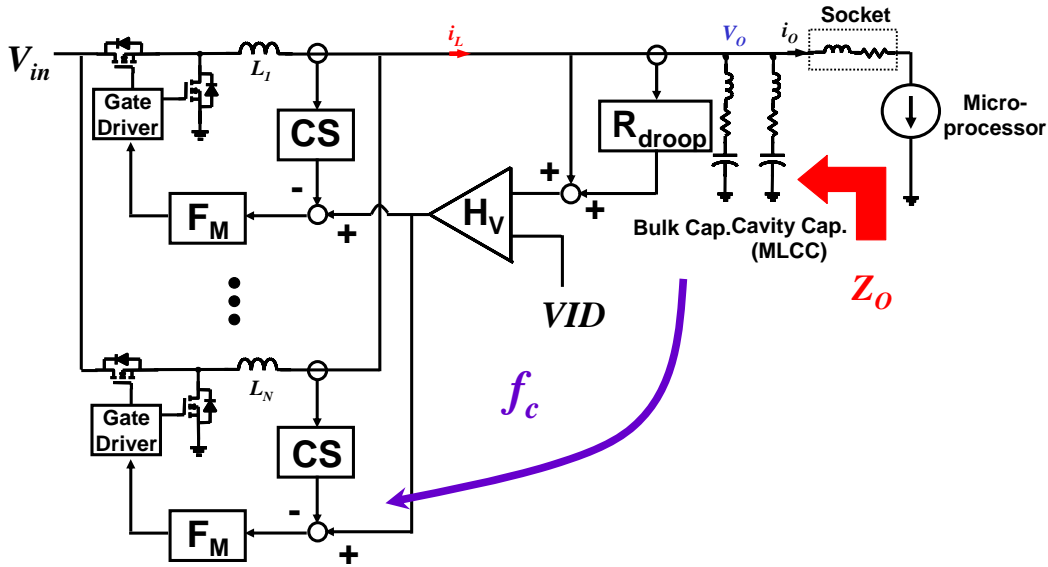 Socket
V_in
L_1
i_L
V_O
i_O
Gate
Driver
CS
R_droop
Micro-
processor
+
+
-
F_M
+
H_V
Bulk Cap.
Cavity Cap.
(MLCC)
Z_O
VID
L_N
f_c
Gate
Driver
CS
-
F_M
+